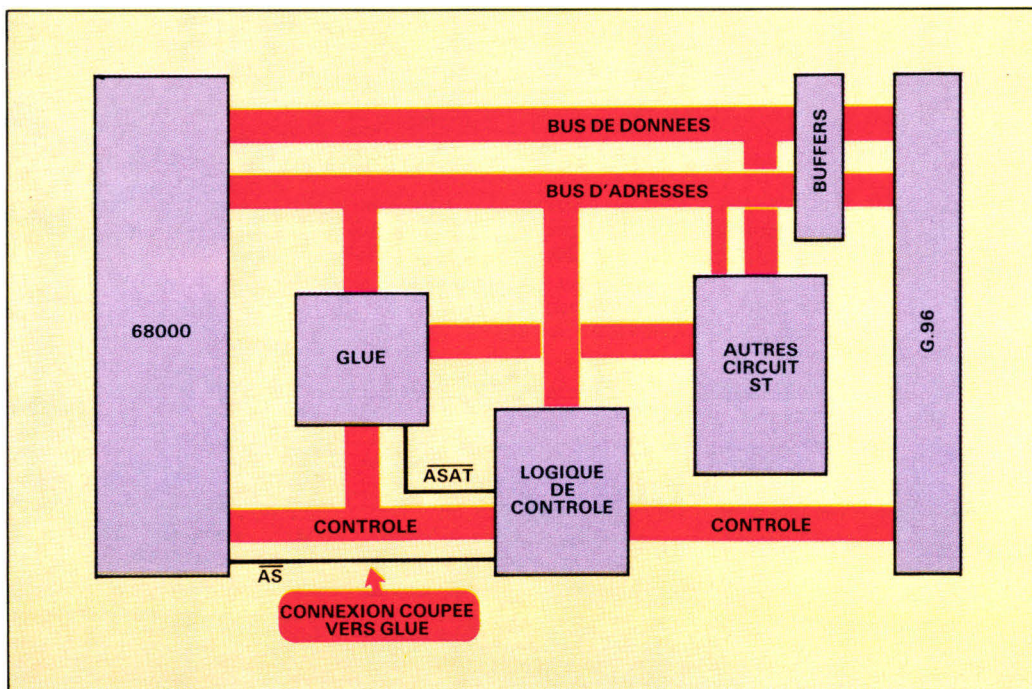 BUS DE DONNEES
BUFFERS
BUS D'ADRESSES
68000
GLUE
AUTRES
CIRCUIT
ST
G.96
ASAT
LOGIQUE
DE
CONTROLE
CONTROLE
CONTROLE
AS
CONNEXION COUPEE
VERS GLUE